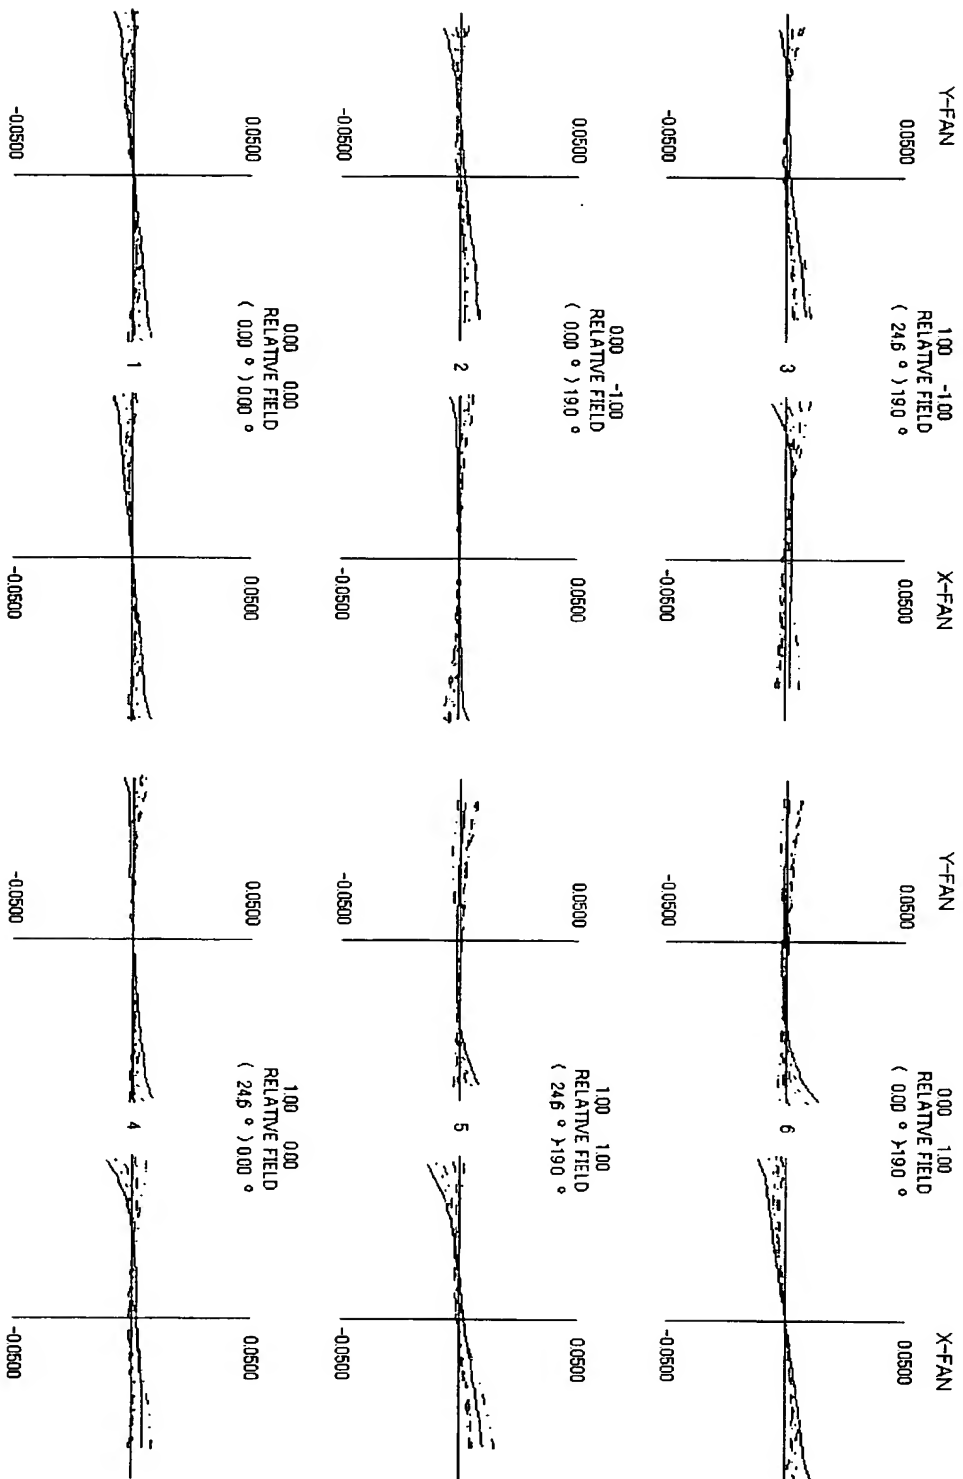 Y-FAN
X-FAN
Y-FAN
X-FAN
0.0500
1.00 -1.00
RELATIVE FIELD
( 24.6 ° ) 19.0 °
0.0500
0.0500
0.00 1.00
RELATIVE FIELD
( 0.00 ° )-19.0 °
0.0500
3
6
-0.0500
-0.0500
-0.0500
-0.0500
0.0500
0.00 -1.00
RELATIVE FIELD
( 0.00 ° ) 19.0 °
0.0500
0.0500
1.00 1.00
RELATIVE FIELD
( 24.6 ° )-19.0 °
0.0500
2
5
-0.0500
-0.0500
-0.0500
-0.0500
0.0500
0.00 0.00
RELATIVE FIELD
( 0.00 ° ) 0.00 °
0.0500
0.0500
1.00 0.00
RELATIVE FIELD
( 24.6 ° ) 0.00 °
0.0500
1
4
-0.0500
-0.0500
-0.0500
-0.0500